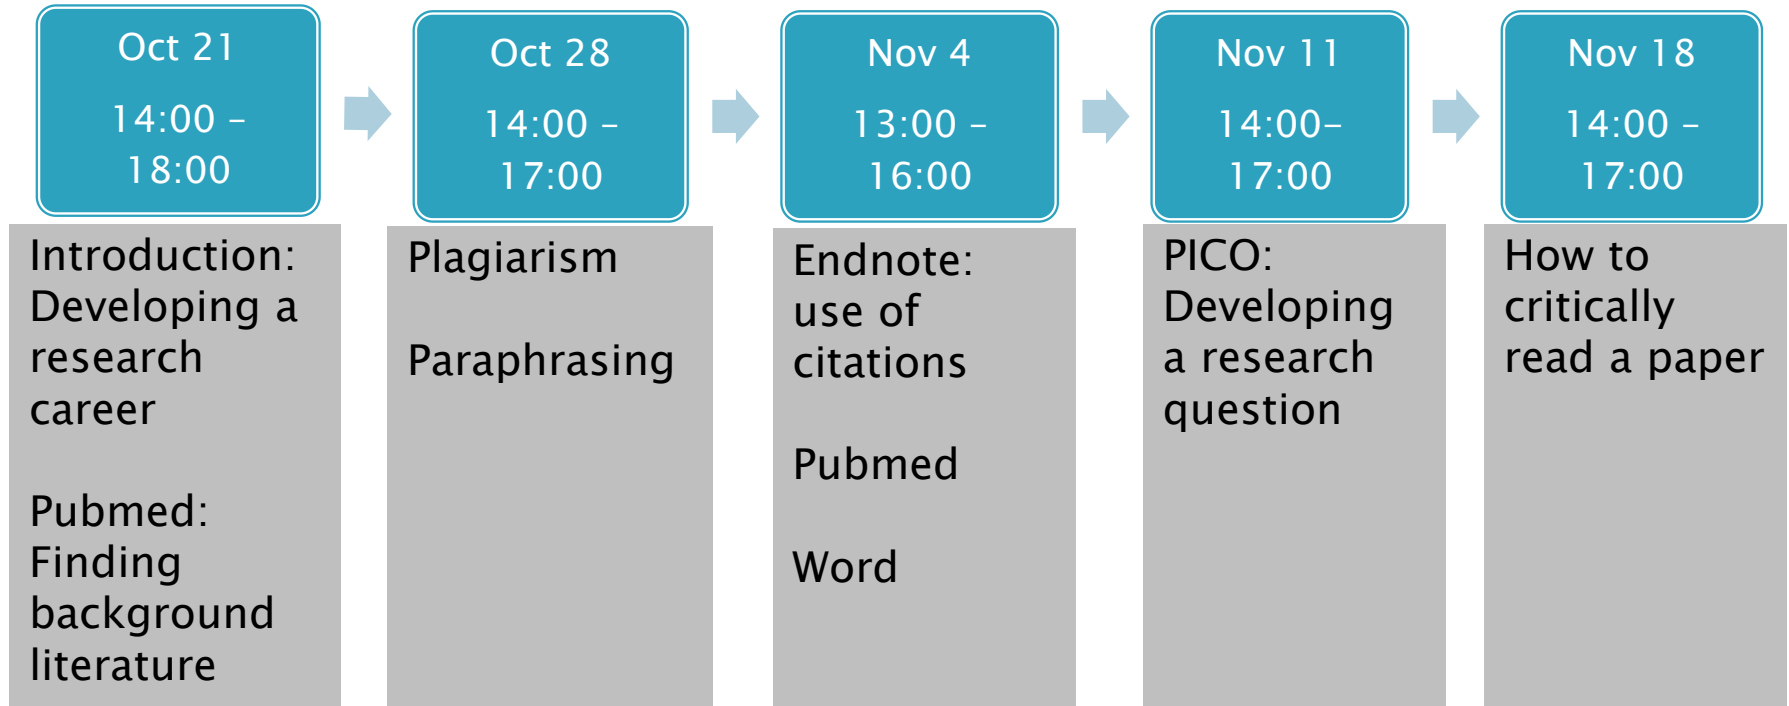 Oct 21
14:00 –
18:00
Introduction:
Developing a
research
career
Pubmed:
Finding
background
literature
Oct 28
14:00 –
17:00
Plagiarism
Paraphrasing
Nov 4
13:00 –
16:00
Endnote:
use of
citations
Pubmed
Word
Nov 11
14:00–
17:00
PICO:
Developing
a research
question
Nov 18
14:00 –
17:00
How to
critically
read a paper